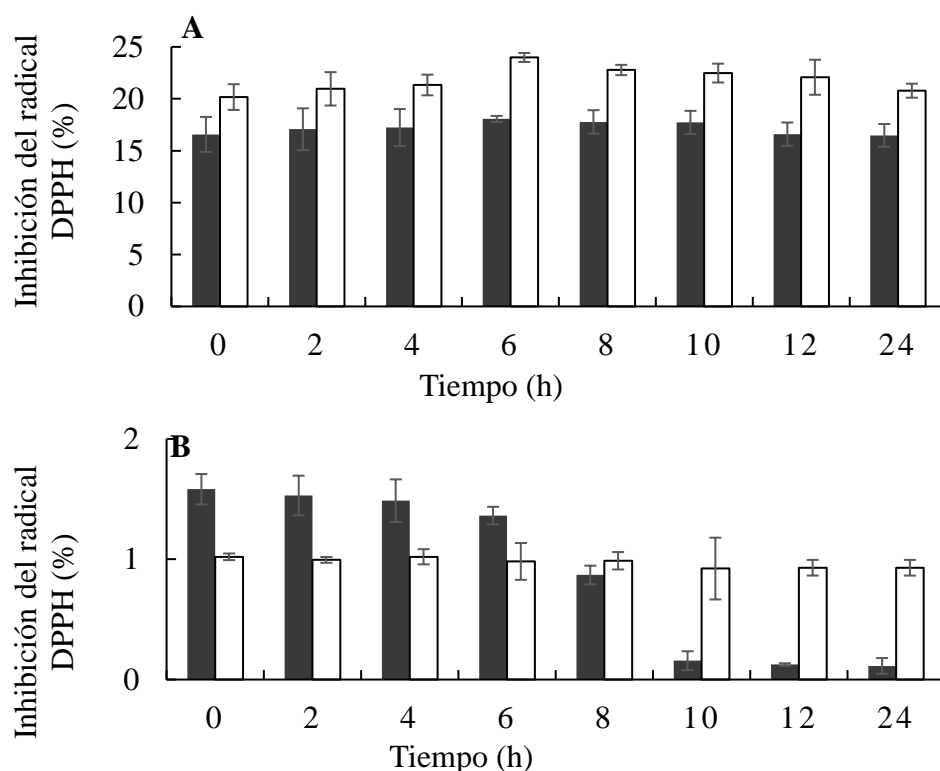 A
Inhibición del radical
DPPH (%)
25
20
15
10
5
0
0 2 4 6 8 10 12 24
Tiempo (h)
B
Inhibición del radical
DPPH (%)
2
1
0
0 2 4 6 8 10 12 24
Tiempo (h)